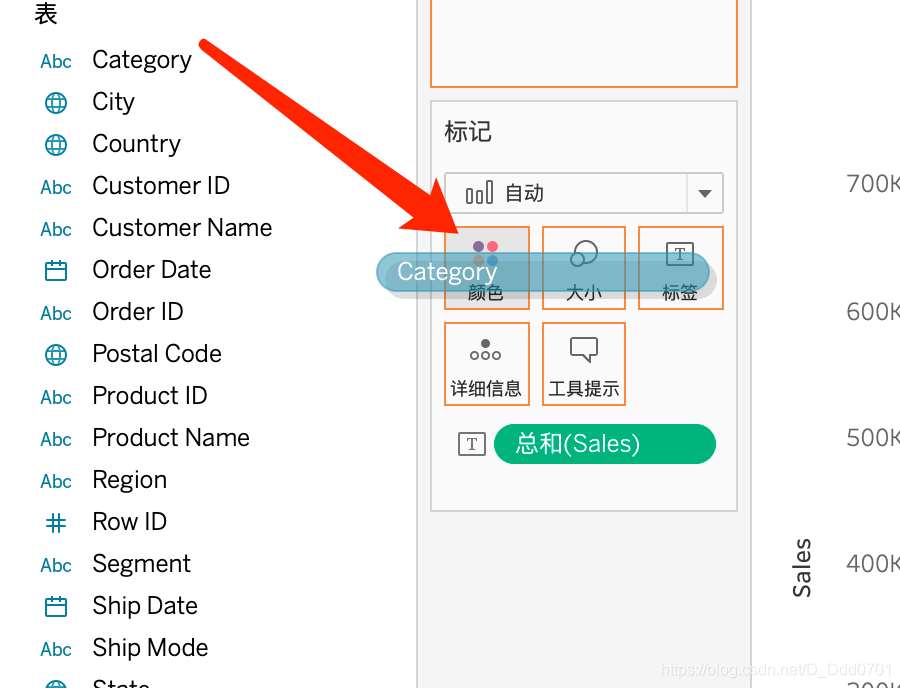 表
Abc Category
City
Country
Abc Customer ID
Abc Customer Name
Order Date
Abc Order ID
Postal Code
Abc Product ID
Abc Product Name
Abc Region
Row ID
Abc Segment
Ship Date
Abc Ship Mode
State
标记
自动
Category
颜色
大小
T
标签
详细信息
工具提示
T 总和(Sales)
700K
600K
500K
400K
300K
Sales
https://blog.csdn.net/D_Ddd0701